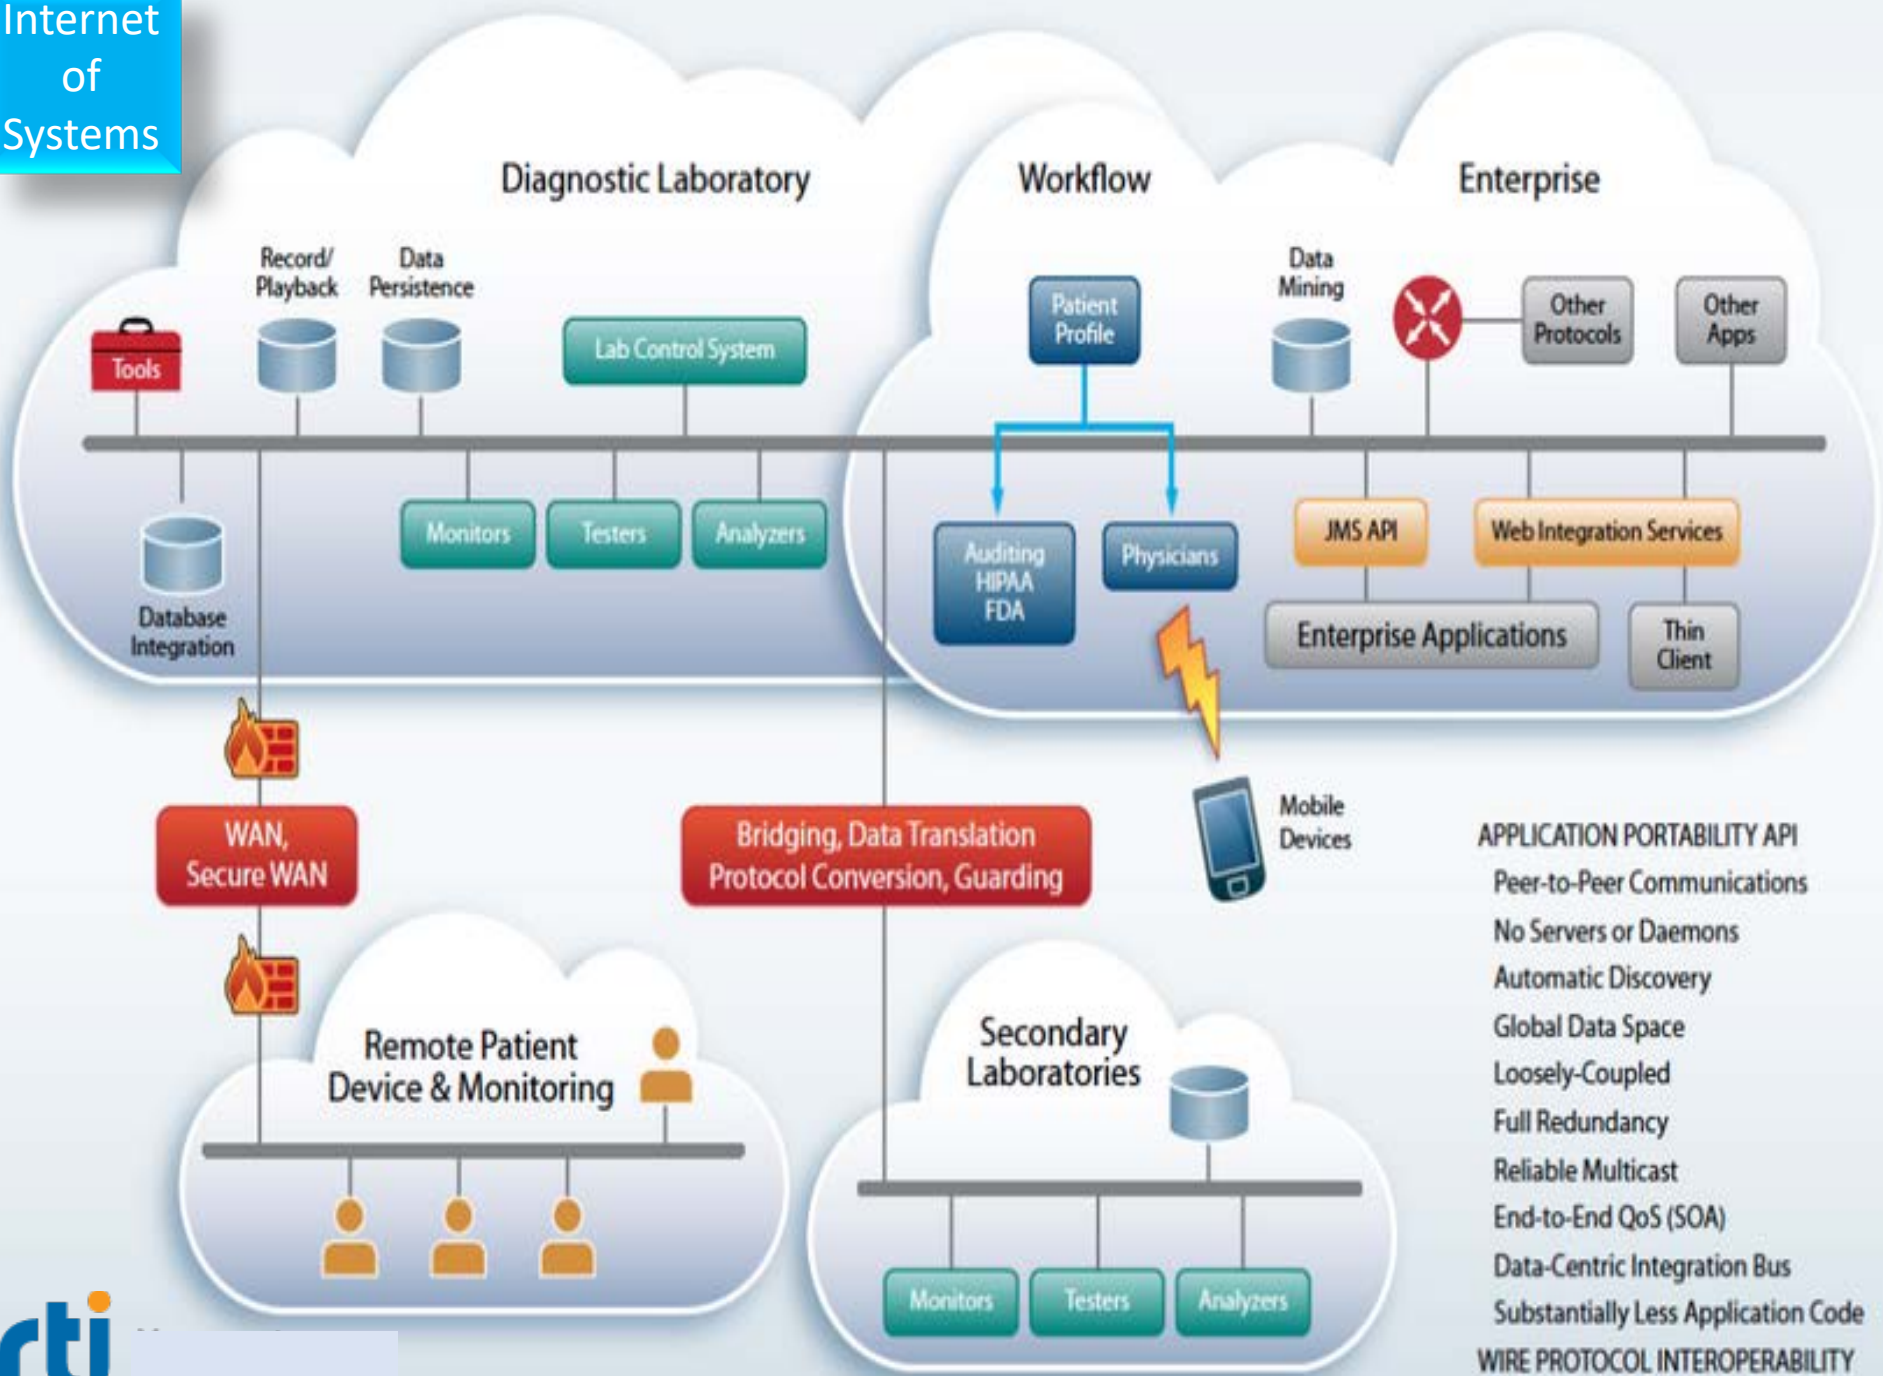 Internet
of
Systems
Diagnostic Laboratory
Workflow
Enterprise
Record/
Playback
Data
Persistence
Tools
Lab Control System
Patient
Profile
Data
Mining
Other
Protocols
Other
Apps
Database
Integration
Monitors
Testers
Analyzers
Auditing
HIPAA
FDA
Physicians
JMS API
Web Integration Services
Enterprise Applications
Thin
Client
WAN,
Secure WAN
Bridging, Data Translation
Protocol Conversion, Guarding
Mobile
Devices
Remote Patient
Device & Monitoring
Secondary
Laboratories
Monitors
Testers
Analyzers
APPLICATION PORTABILITY API
Peer-to-Peer Communications
No Servers or Daemons
Automatic Discovery
Global Data Space
Loosely-Coupled
Full Redundancy
Reliable Multicast
End-to-End QoS (SOA)
Data-Centric Integration Bus
Substantially Less Application Code
WIRE PROTOCOL INTEROPERABILITY
rti